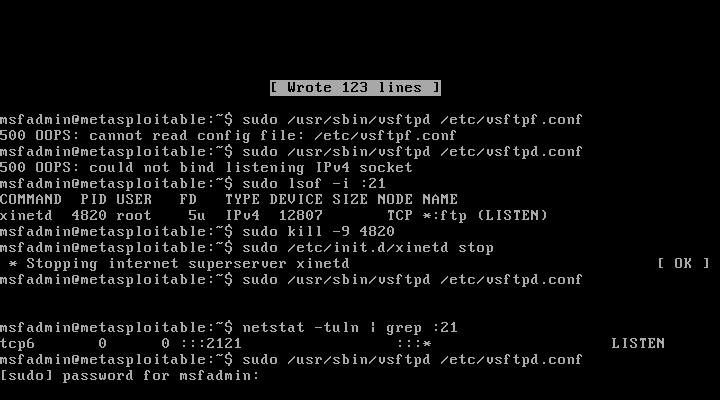 [ Wrote 123 lines ]
msfadmin@metasploitable:~$ sudo /usr/sbin/vsftpd /etc/vsftpf.conf
500 OOPS: cannot read config file: /etc/vsftpf.conf
msfadmin@metasploitable:~$ sudo /usr/sbin/vsftpd /etc/vsftpd.conf
500 OOPS: could not bind listening IPv4 socket
msfadmin@metasploitable:~$ sudo lsof -i :21
COMMAND  PID USER   FD   TYPE DEVICE SIZE NODE NAME
xinetd  4820 root    5u  IPv4  12807       TCP *:ftp (LISTEN)
msfadmin@metasploitable:~$ sudo kill -9 4820
msfadmin@metasploitable:~$ sudo /etc/init.d/xinetd stop
 * Stopping internet superserver xinetd                                   [ OK ]
msfadmin@metasploitable:~$ sudo /usr/sbin/vsftpd /etc/vsftpd.conf
msfadmin@metasploitable:~$ netstat -tuln | grep :21
tcp6       0      0 :::2121                 :::*                    LISTEN
msfadmin@metasploitable:~$ sudo /usr/sbin/vsftpd /etc/vsftpd.conf
[sudo] password for msfadmin: